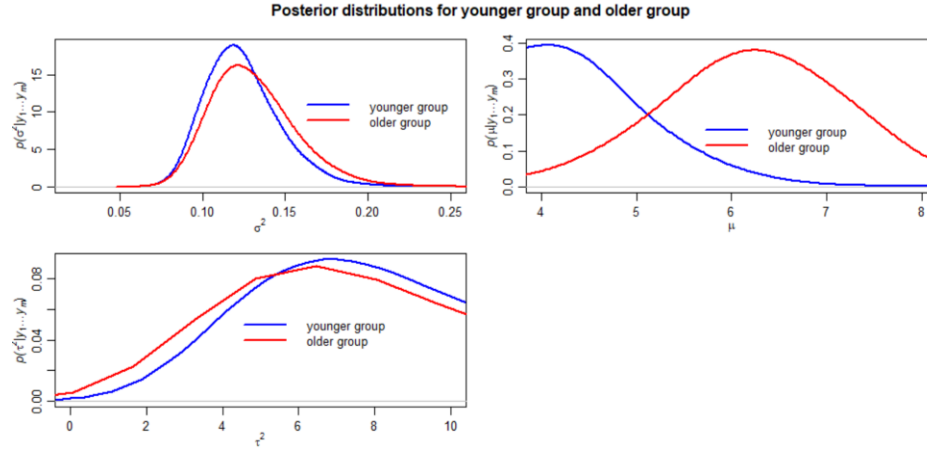 Posterior distributions for younger group and older group
p(σ²|y₁...yₘ)
0 5 10 15
younger group
older group
0.05 0.10 0.15 0.20 0.25
σ²
p(μ|y₁...yₘ)
0.0 0.1 0.2 0.3 0.4
younger group
older group
4 5 6 7 8
μ
p(τ²|y₁...yₘ)
0.00 0.04 0.08
younger group
older group
0 2 4 6 8 10
τ²